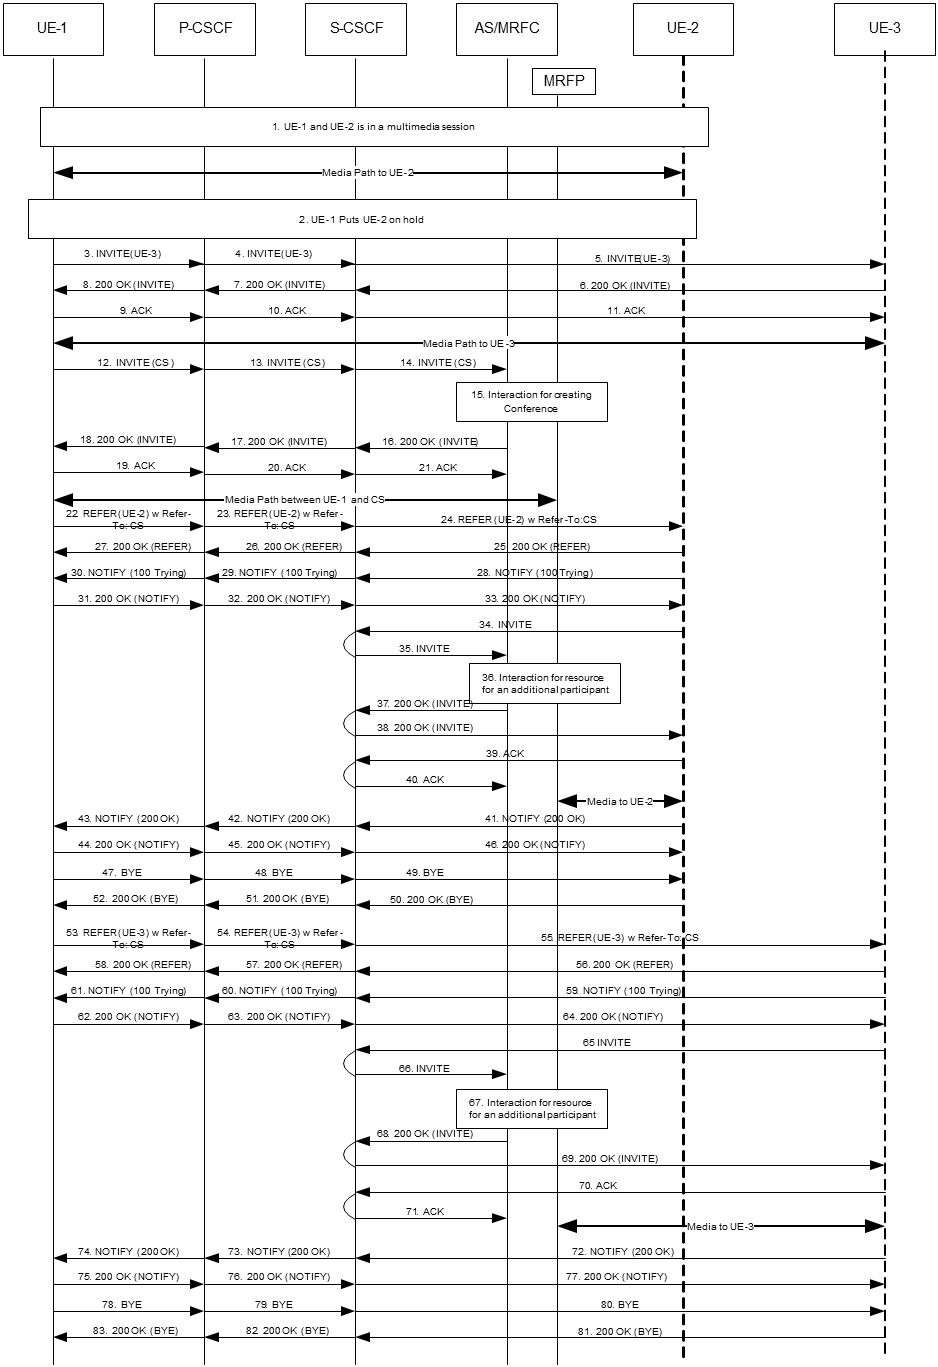 UE-1 P-CSCF S-CSCF AS/MRFC UE-2 UE-3
MRFP
1. UE-1 and UE-2 is in a multimedia session
Media Path to UE-2
2. UE-1 Puts UE-2 on hold
3. INVITE(UE-3) 4. INVITE(UE-3) 5. INVITE(UE-3)
8. 200 OK (INVITE) 7. 200 OK (INVITE) 6. 200 OK (INVITE)
9. ACK 10. ACK 11. ACK
Media Path to UE-3
12. INVITE (CS) 13. INVITE (CS) 14. INVITE (CS)
15. Interaction for creating
Conference
18. 200 OK (INVITE) 17. 200 OK (INVITE) 16. 200 OK (INVITE)
19. ACK 20. ACK 21. ACK
Media Path between UE-1 and CS
22. REFER(UE-2) w Refer- 23. REFER(UE-2) w Refer- 24. REFER (UE-2) w Refer-To:CS
To: CS To: CS
27. 200 OK (REFER) 26. 200 OK (REFER) 25. 200 OK (REFER)
30. NOTIFY (100 Trying) 29. NOTIFY (100 Trying) 28. NOTIFY (100 Trying)
31. 200 OK (NOTIFY) 32. 200 OK (NOTIFY) 33. 200 OK (NOTIFY)
34. INVITE
35. INVITE
36. Interaction for resource
for an additional participant
37. 200 OK (INVITE)
38. 200 OK (INVITE)
39. ACK
40. ACK
Media to UE-2
43. NOTIFY (200 OK) 42. NOTIFY (200 OK) 41. NOTIFY (200 OK)
44. 200 OK (NOTIFY) 45. 200 OK (NOTIFY) 46. 200 OK (NOTIFY)
47. BYE 48. BYE 49. BYE
52. 200 OK (BYE) 51. 200 OK (BYE) 50. 200 OK (BYE)
53. REFER(UE-3) w Refer- 54. REFER(UE-3) w Refer- 55. REFER(UE-3) w Refer-To: CS
To: CS To: CS
58. 200 OK (REFER) 57. 200 OK (REFER) 56. 200 OK (REFER)
61. NOTIFY (100 Trying) 60. NOTIFY (100 Trying) 59. NOTIFY (100 Trying)
62. 200 OK (NOTIFY) 63. 200 OK (NOTIFY) 64. 200 OK (NOTIFY)
65 INVITE
66. INVITE
67. Interaction for resource
for an additional participant
68. 200 OK (INVITE)
69. 200 OK (INVITE)
70. ACK
71. ACK
Media to UE-3
74. NOTIFY (200 OK) 73. NOTIFY (200 OK) 72. NOTIFY (200 OK)
75. 200 OK (NOTIFY) 76. 200 OK (NOTIFY) 77. 200 OK (NOTIFY)
78. BYE 79. BYE 80. BYE
83. 200 OK (BYE) 82. 200 OK (BYE) 81. 200 OK (BYE)